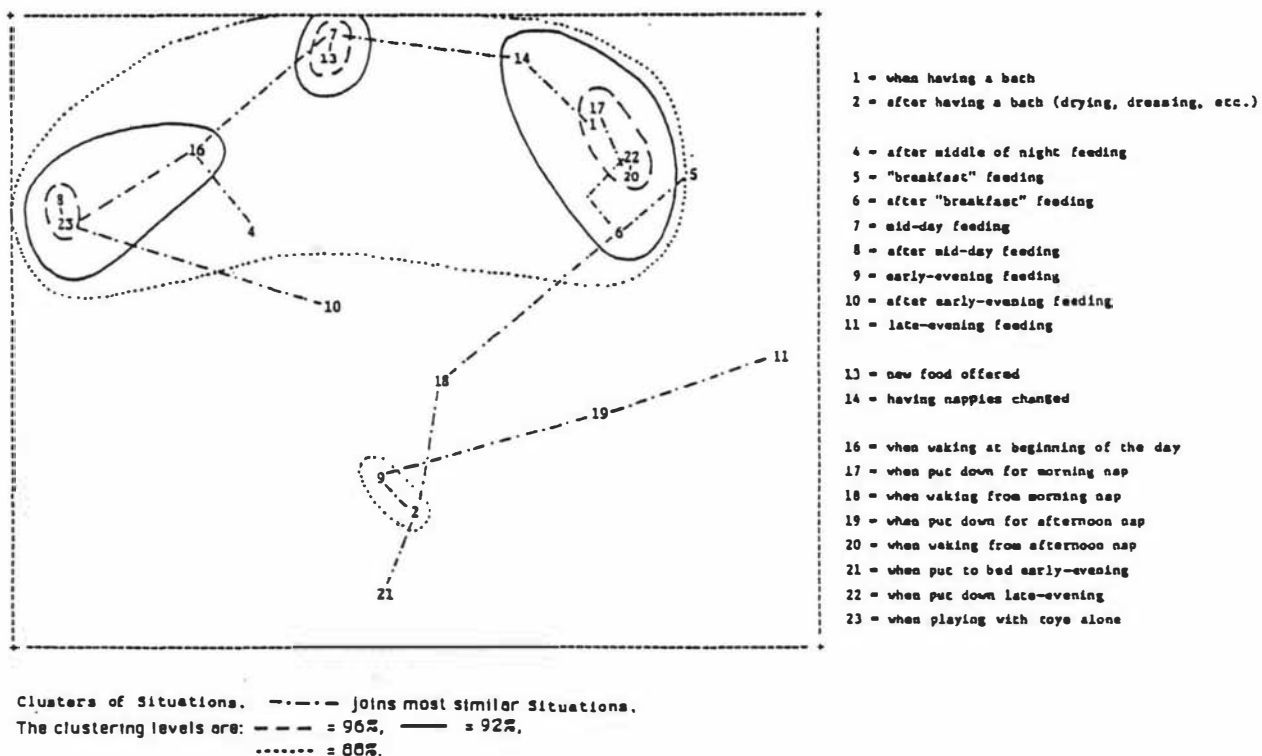 7
13
14
17
1
22
20
5
16
8
23
4
6
10
11
18
19
9
2
21
1 = when having a bath
2 = after having a bath (drying, dressing, etc.)
4 = after middle of night feeding
5 = "breakfast" feeding
6 = after "breakfast" feeding
7 = mid-day feeding
8 = after mid-day feeding
9 = early-evening feeding
10 = after early-evening feeding
11 = late-evening feeding
13 = new food offered
14 = having nappies changed
16 = when waking at beginning of the day
17 = when put down for morning nap
18 = when waking from morning nap
19 = when put down for afternoon nap
20 = when waking from afternoon nap
21 = when put to bed early-evening
22 = when put down late-evening
23 = when playing with toys alone
Clusters of Situations. joins most similar Situations.
The clustering levels are: = 96%, = 92%,
= 88%.